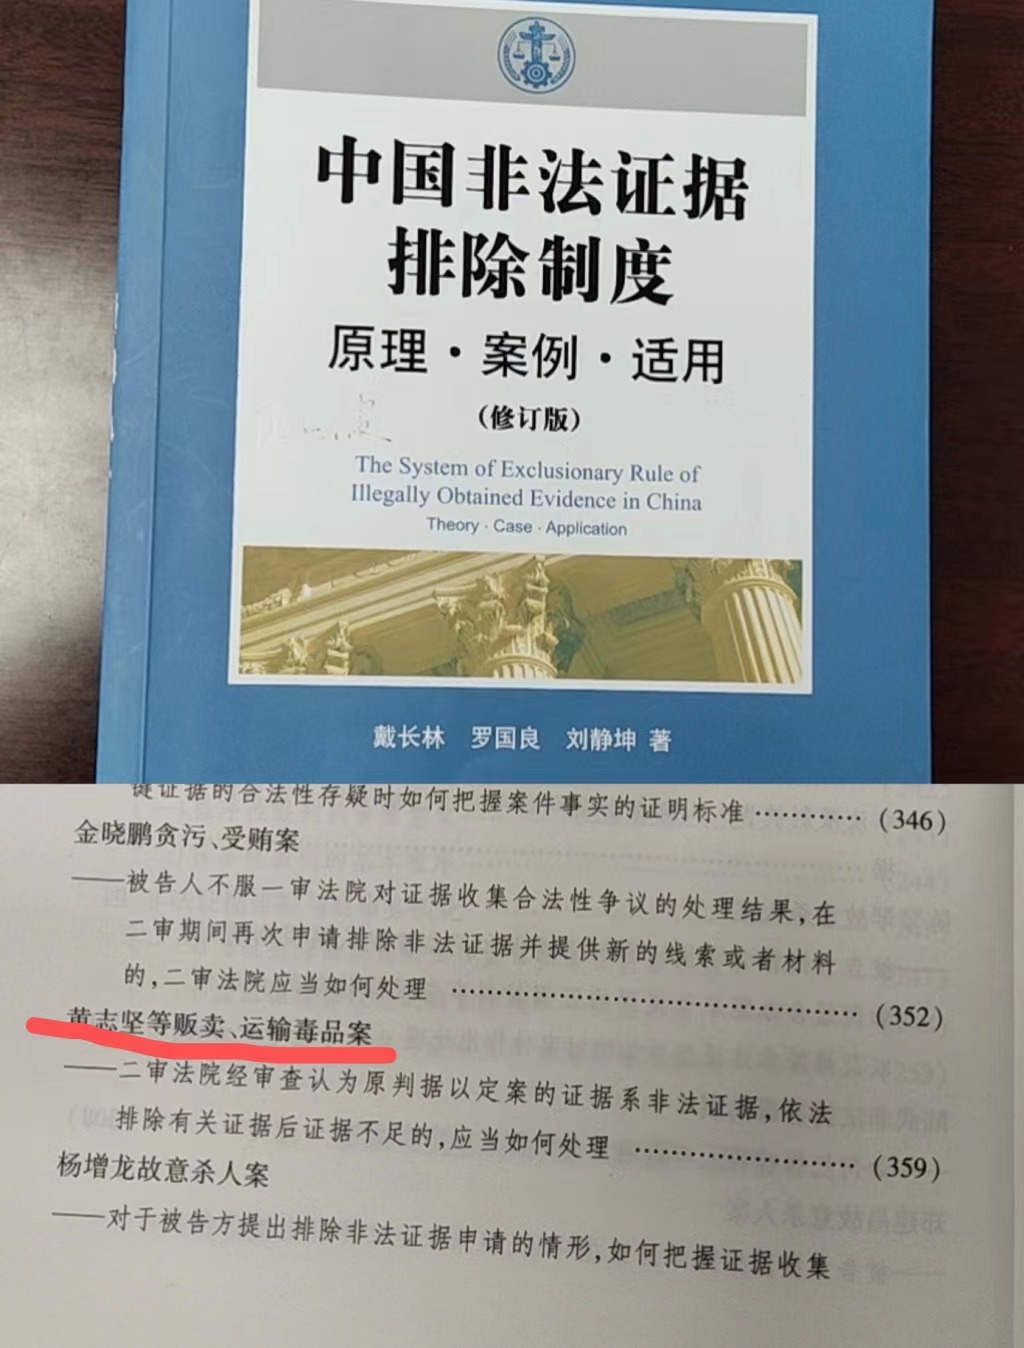 中国非法证据
排除制度
原理·案例·适用
(修订版)
The System of Exclusionary Rule of
Illegally Obtained Evidence in China
Theory · Case · Application
戴长林 罗国良 刘静坤 著
键证据的合法性存疑时如何把握案件事实的证明标准 ………… (346)
金晓鹏贪污、受贿案
——被告人不服一审法院对证据收集合法性争议的处理结果,在
二审期间再次申请排除非法证据并提供新的线索或者材料
的,二审法院应当如何处理 ………………………………… (352)
黄志坚等贩卖、运输毒品案
——二审法院经审查认为原判据以定案的证据系非法证据,依法
排除有关证据后证据不足的,应当如何处理 ………………… (359)
杨增龙故意杀人案
——对于被告方提出排除非法证据申请的情形,如何把握证据收集